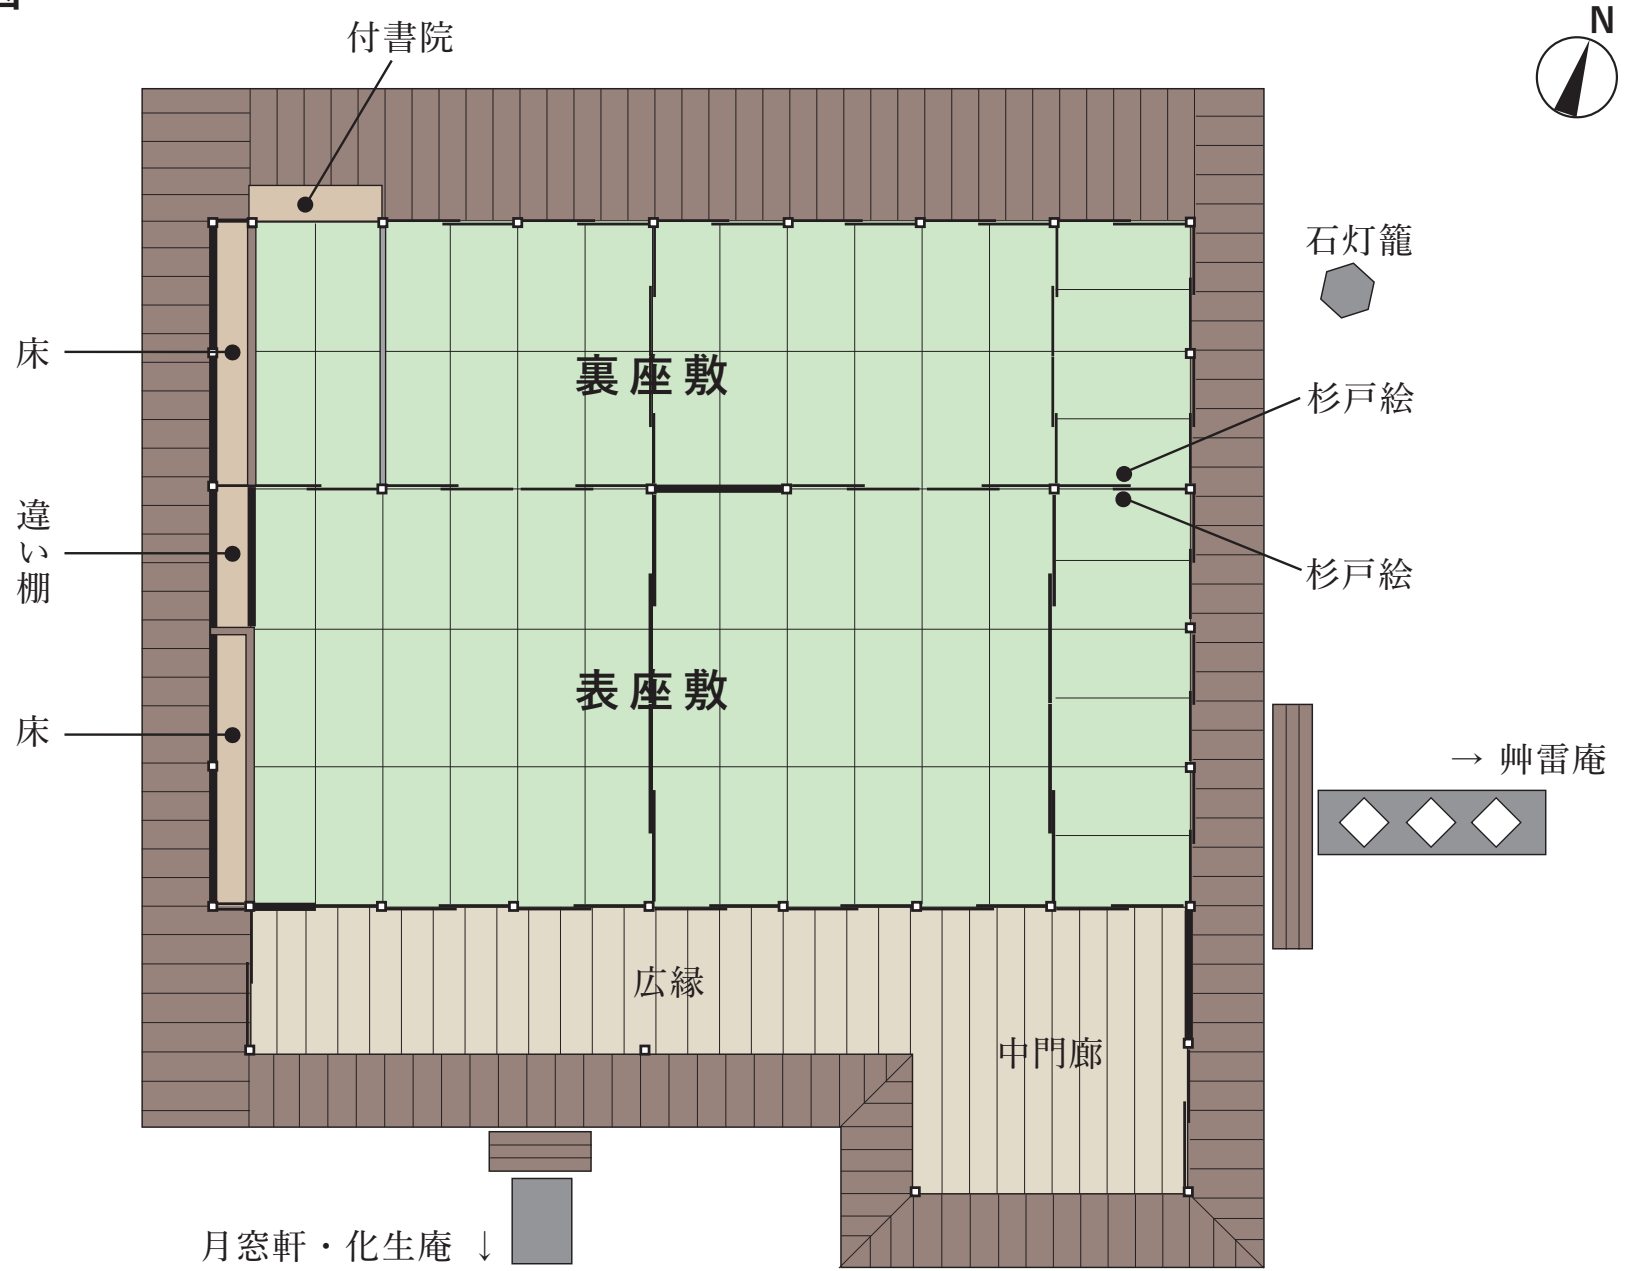 N
付書院
石灯籠
床
裏座敷
杉戸絵
違い棚
杉戸絵
表座敷
床
→ 艸雷庵
広縁
中門廊
月窓軒・化生庵 ↓